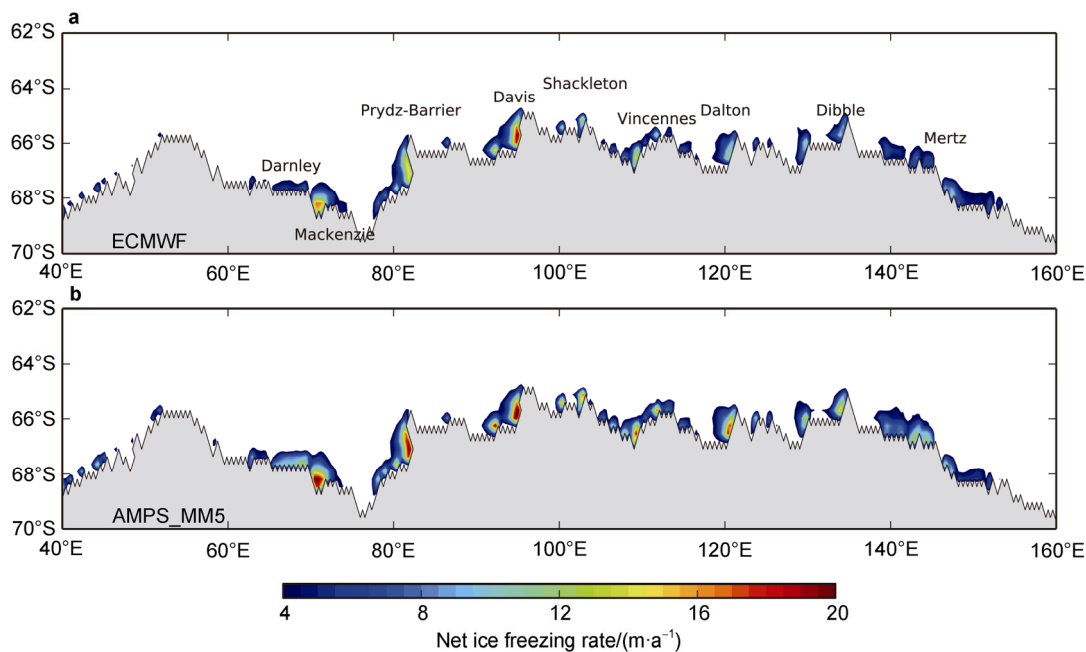 a
62°S
64°S
66°S
68°S
70°S
Shackleton
Davis
Prydz-Barrier
Dalton
Dibble
Vincennes
Mertz
Darnley
Mackenzie
ECMWF
40°E 60°E 80°E 100°E 120°E 140°E 160°E
b
62°S
64°S
66°S
68°S
70°S
AMPS_MM5
40°E 60°E 80°E 100°E 120°E 140°E 160°E
4 8 12 16 20
Net ice freezing rate/(m·a⁻¹)